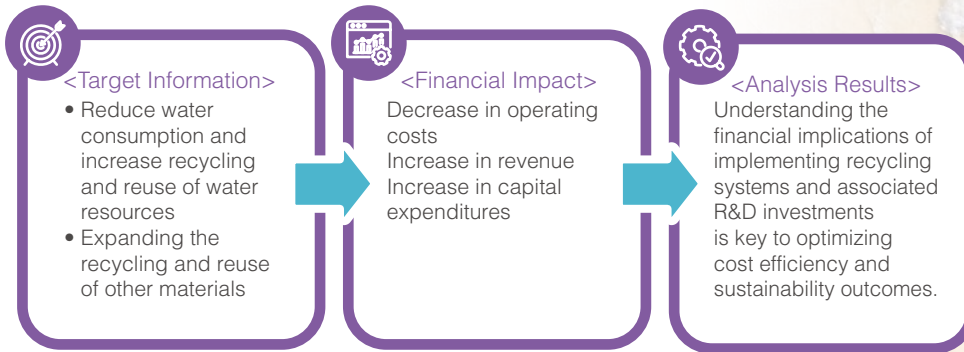 <Target Information>
• Reduce water
consumption and
increase recycling
and reuse of water
resources
• Expanding the
recycling and reuse
of other materials
<Financial Impact>
Decrease in operating
costs
Increase in revenue
Increase in capital
expenditures
<Analysis Results>
Understanding the
financial implications of
implementing recycling
systems and associated
R&D investments
is key to optimizing
cost efficiency and
sustainability outcomes.